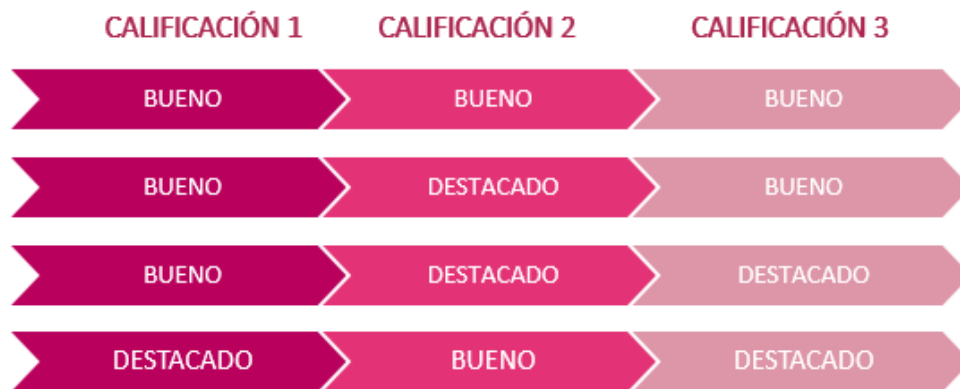 CALIFICACIÓN 1 CALIFICACIÓN 2 CALIFICACIÓN 3
BUENO BUENO BUENO
BUENO DESTACADO BUENO
BUENO DESTACADO DESTACADO
DESTACADO BUENO DESTACADO